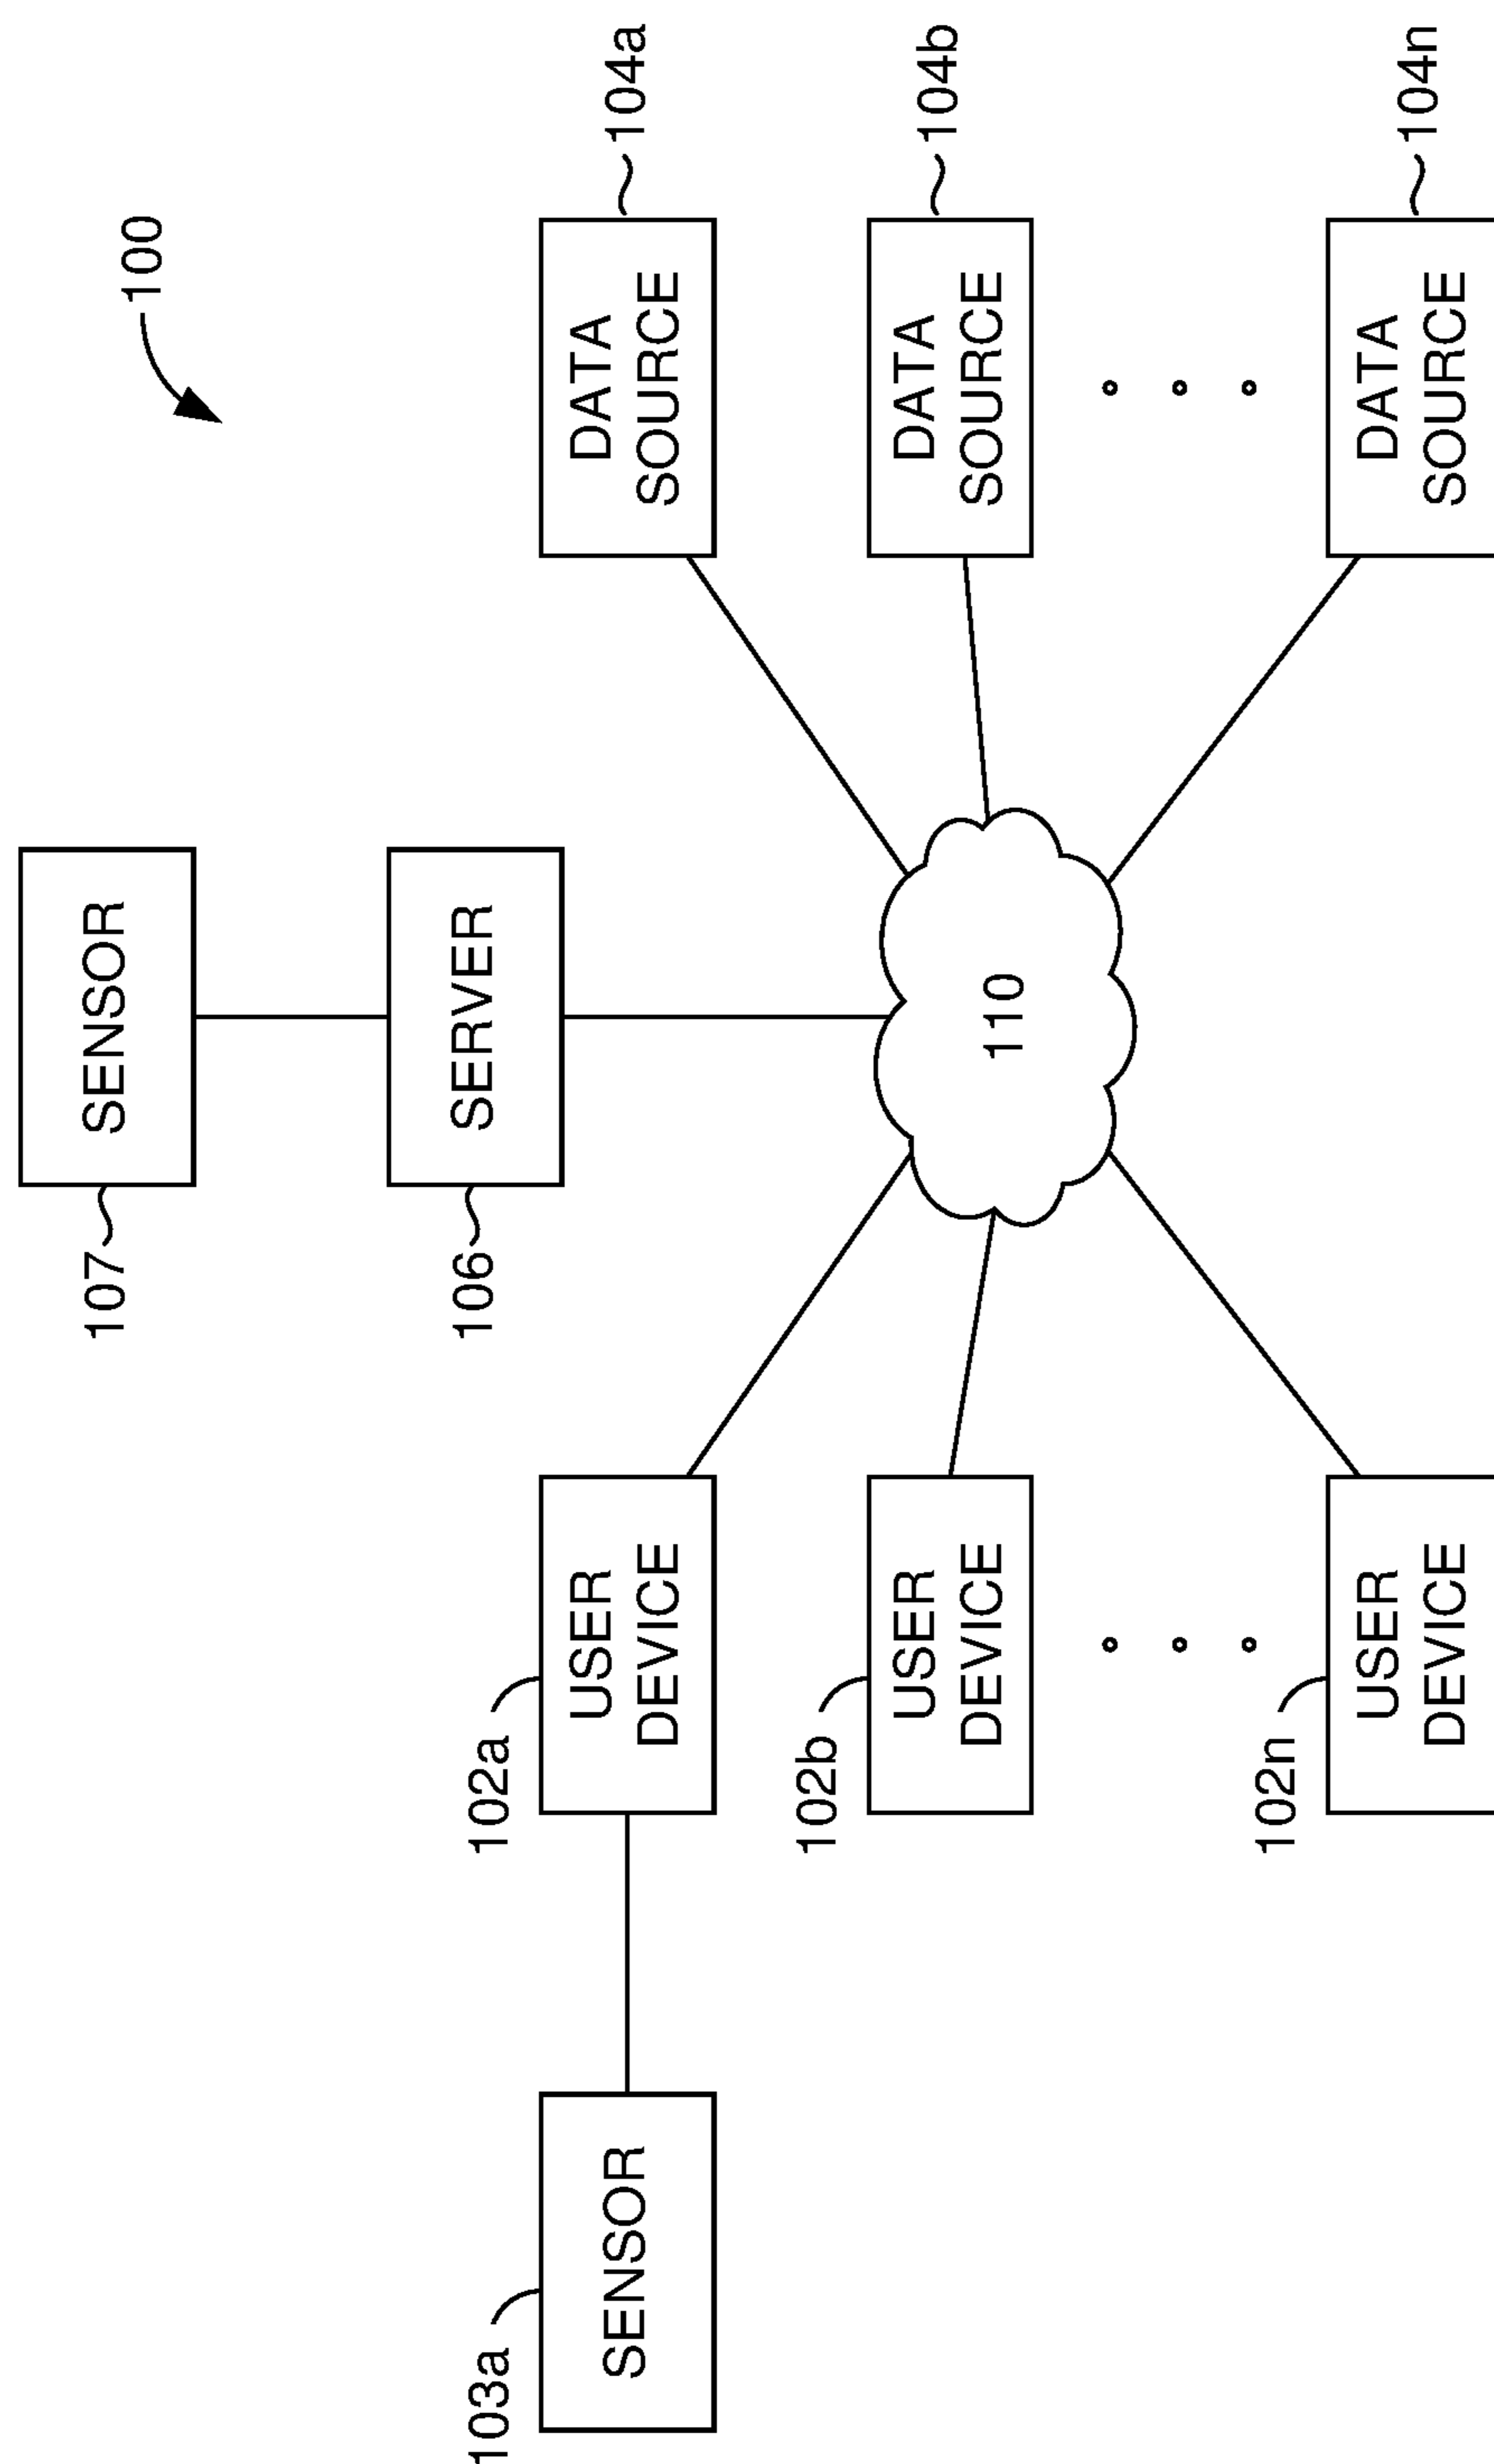 100
SENSOR
107
SERVER
106
103a
SENSOR
102a
USER
DEVICE
DATA
SOURCE
104a
110
102b
USER
DEVICE
DATA
SOURCE
104b
102n
USER
DEVICE
DATA
SOURCE
104n